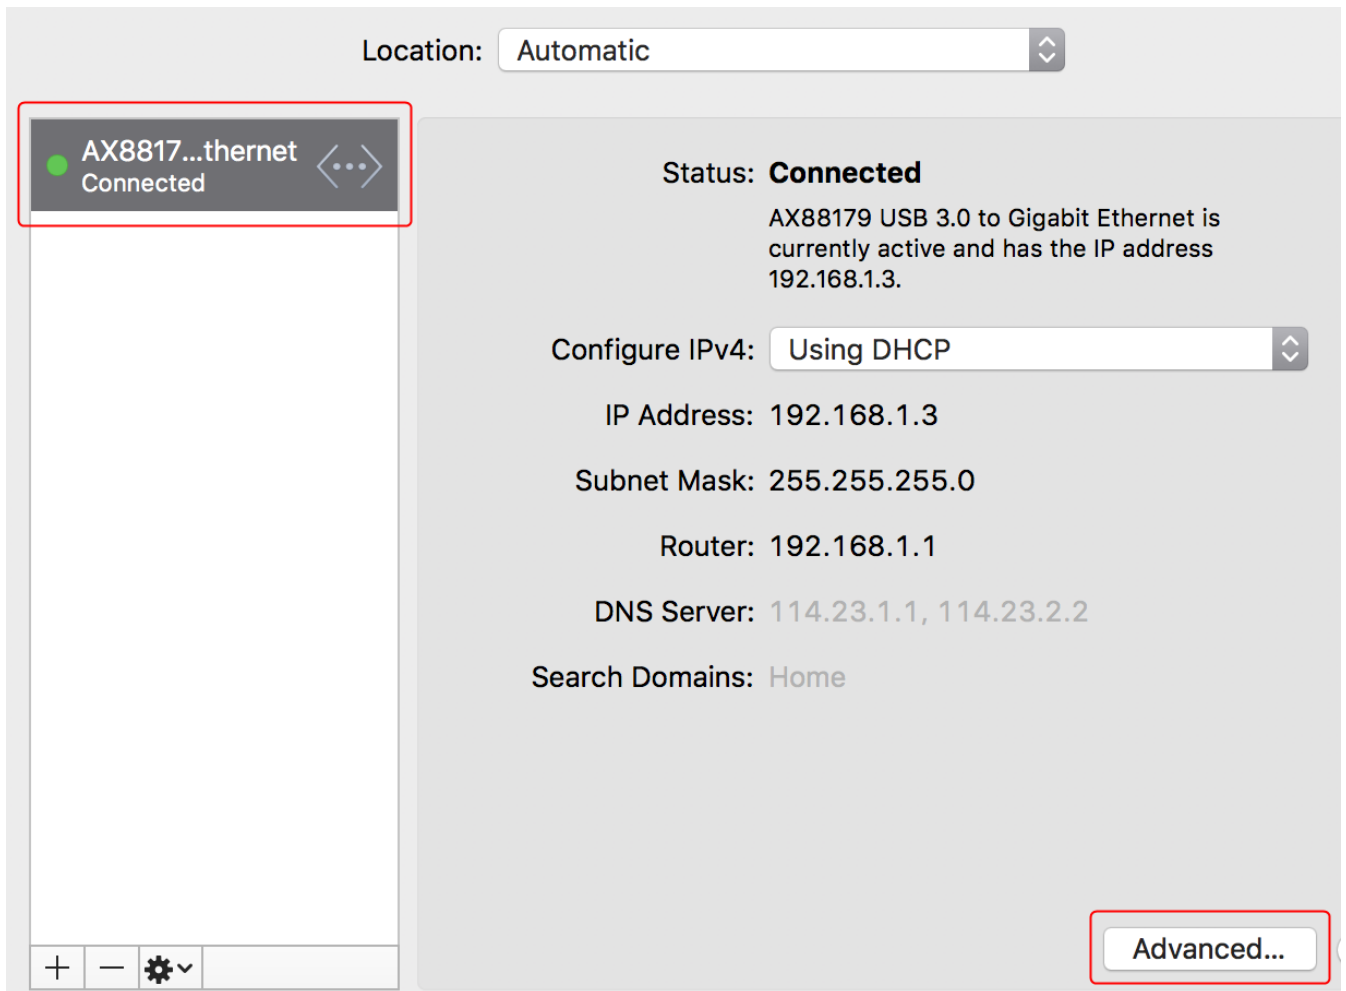 Location: Automatic
AX8817...thernet
Connected
Status: Connected
AX88179 USB 3.0 to Gigabit Ethernet is
currently active and has the IP address
192.168.1.3.
Configure IPv4: Using DHCP
IP Address: 192.168.1.3
Subnet Mask: 255.255.255.0
Router: 192.168.1.1
DNS Server: 114.23.1.1, 114.23.2.2
Search Domains: Home
Advanced...